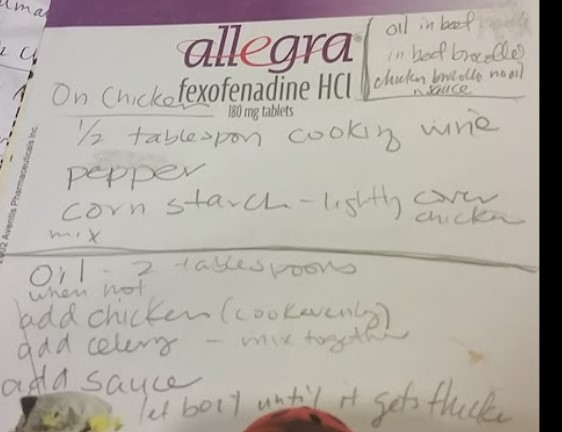 allegra®
fexofenadine HCl
180 mg tablets
oil in beef
in beef brocolle)
chicken brocollo no oil
n sauce
On Chicken
1/2 tablespon cooking wine
pepper
corn starch - lightly cover
chicken
mix
Oil - 2 tablespoons
when hot
add chicken (cook evenly)
add celery - mix together
add sauce
let boil until it gets thicke
Aventis Pharmaceuticals Inc.